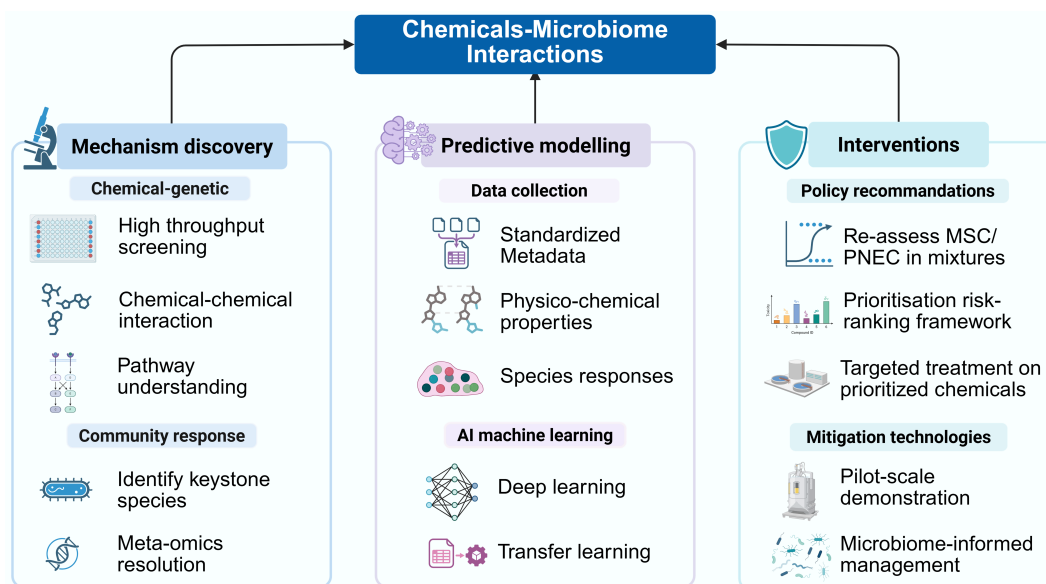 Chemicals-Microbiome
Interactions
Mechanism discovery
Chemical-genetic
High throughput
screening
Chemical-chemical
interaction
Pathway
understanding
Community response
Identify keystone
species
Meta-omics
resolution
Predictive modelling
Data collection
Standardized
Metadata
Physico-chemical
properties
Species responses
AI machine learning
Deep learning
Transfer learning
Interventions
Policy recommandations
Re-assess MSC/
PNEC in mixtures
Prioritisation risk-
ranking framework
Compound ID
Targeted treatment on
prioritized chemicals
Mitigation technologies
Pilot-scale
demonstration
Microbiome-informed
management